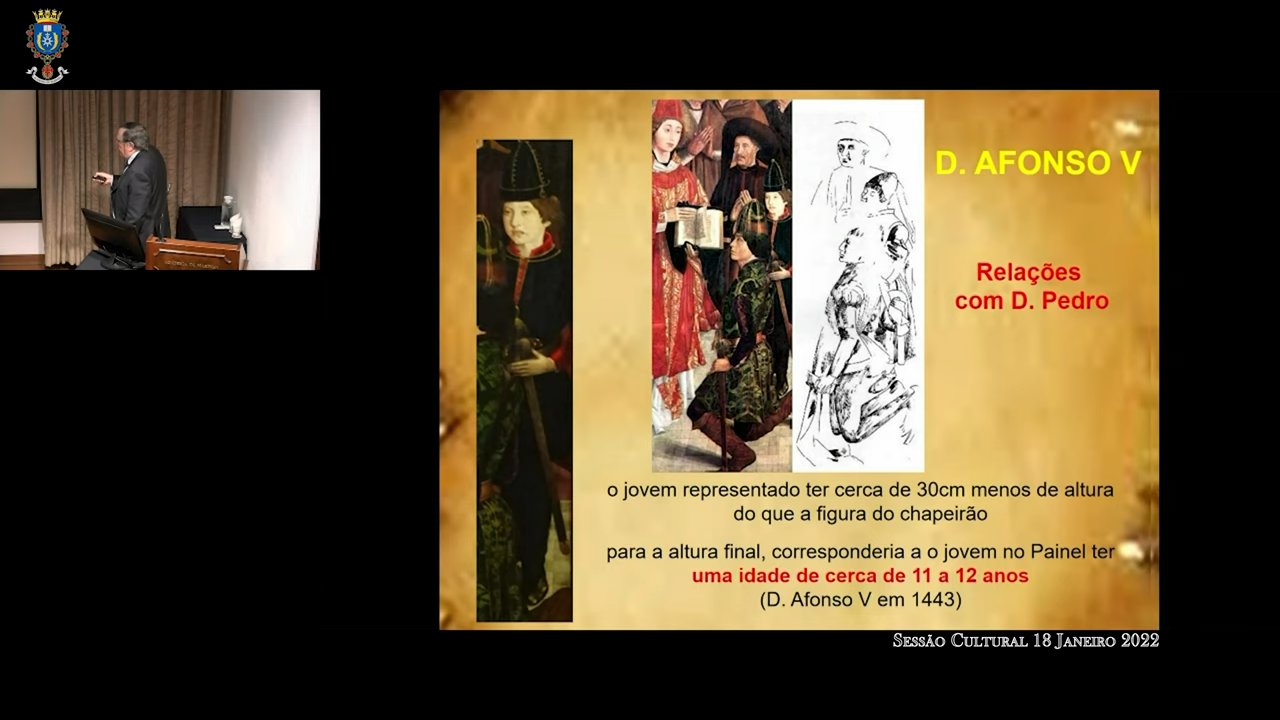 D. AFONSO V
Relações
com D. Pedro
o jovem representado ter cerca de 30cm menos de altura
do que a figura do chapeirão
para a altura final, corresponderia a o jovem no Painel ter
uma idade de cerca de 11 a 12 anos
(D. Afonso V em 1443)
Sessão Cultural 18 Janeiro 2022